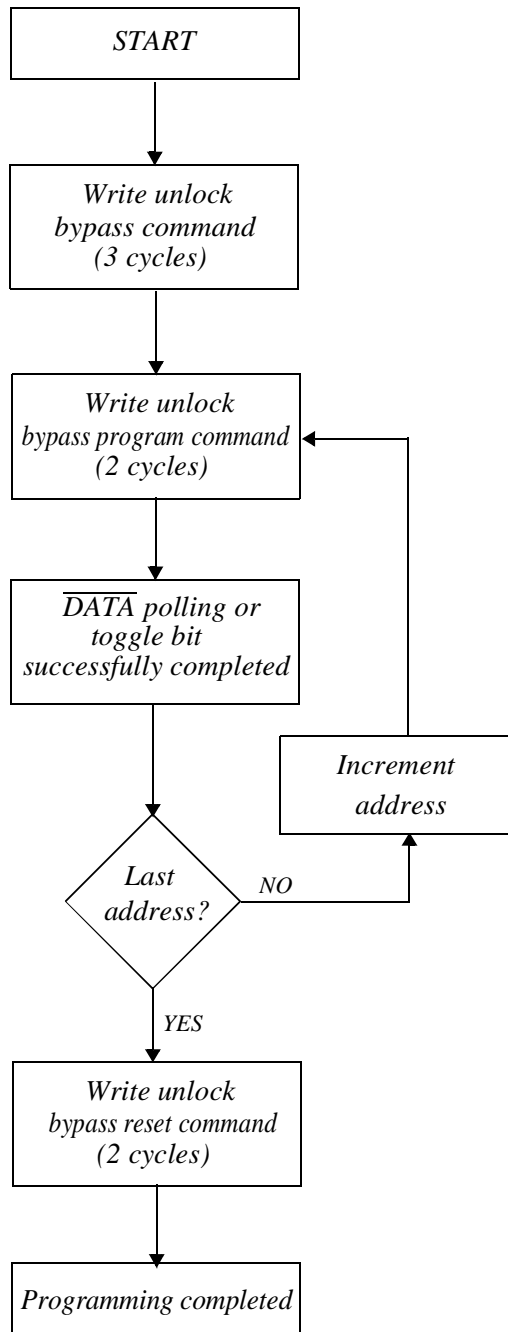 START
Write unlock
bypass command
(3 cycles)
Write unlock
bypass program command
(2 cycles)
D̅A̅T̅A̅ polling or
toggle bit
successfully completed
Increment
address
Last
address?
NO
YES
Write unlock
bypass reset command
(2 cycles)
Programming completed